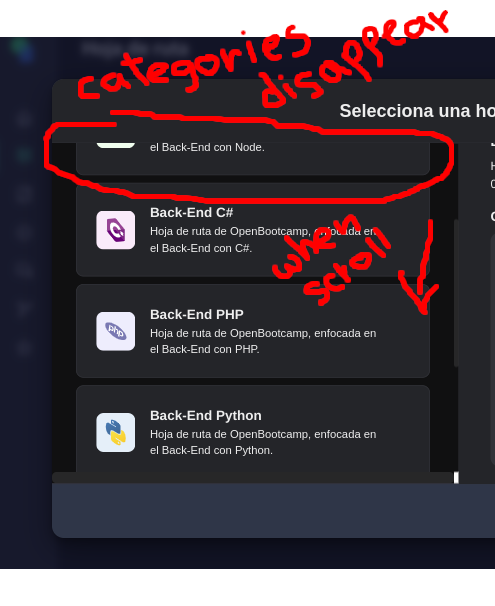 Hoja de ruta
categories
disappear
Selecciona una ho
el Back-End con Node.
Back-End C#
Hoja de ruta de OpenBootcamp, enfocada en
el Back-End con C#.
when
scroll
Back-End PHP
php
Hoja de ruta de OpenBootcamp, enfocada en
el Back-End con PHP.
Back-End Python
Hoja de ruta de OpenBootcamp, enfocada en
el Back-End con Python.